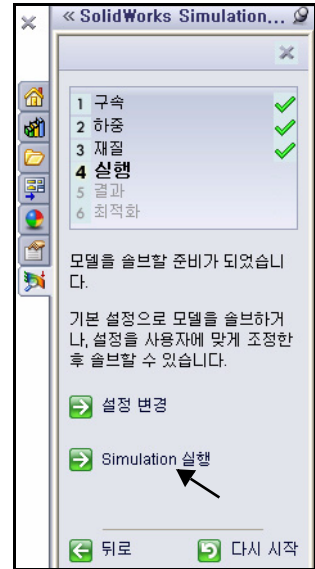 « SolidWorks Simulation...
1 구속
2 하중
3 재질
4 실행
5 결과
6 최적화
모델을 솔브할 준비가 되었습니
다.
기본 설정으로 모델을 솔브하거
나, 설정을 사용자에 맞게 조정한
후 솔브할 수 있습니다.
설정 변경
Simulation 실행
뒤로 다시 시작